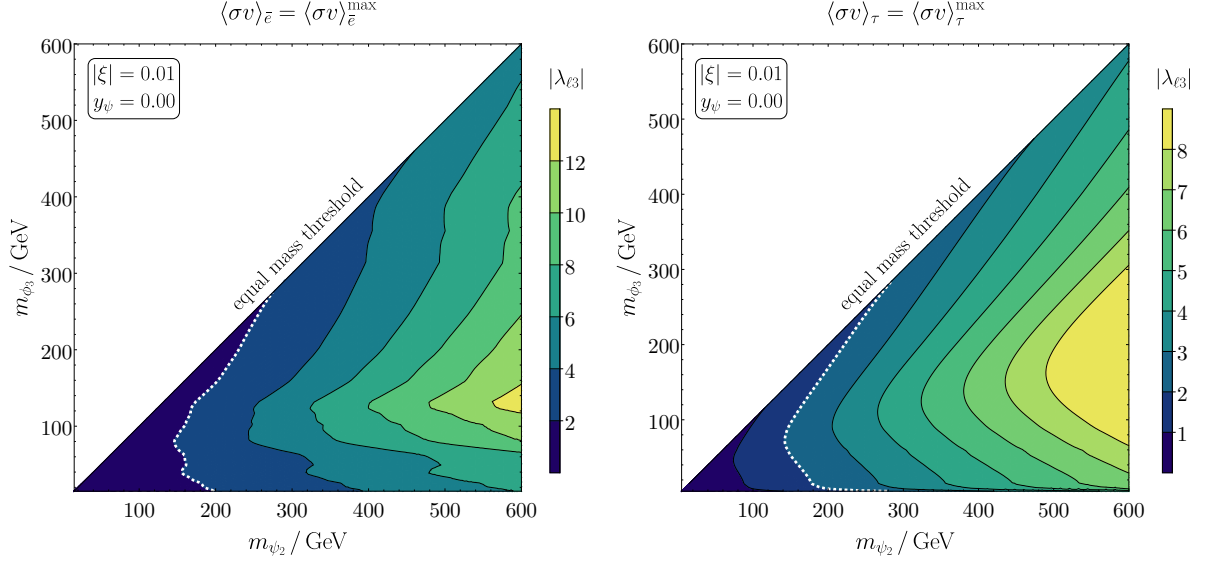 ⟨σv⟩ē = ⟨σv⟩ē^max
|ξ| = 0.01
y_ψ = 0.00
equal mass threshold
600
500
400
300
200
100
m_ϕ₃ / GeV
100 200 300 400 500 600
m_ψ₂ / GeV
|λ_ℓ3|
12
10
8
6
4
2
⟨σv⟩_τ = ⟨σv⟩_τ^max
|ξ| = 0.01
y_ψ = 0.00
equal mass threshold
600
500
400
300
200
100
m_ϕ₃ / GeV
100 200 300 400 500 600
m_ψ₂ / GeV
|λ_ℓ3|
8
7
6
5
4
3
2
1